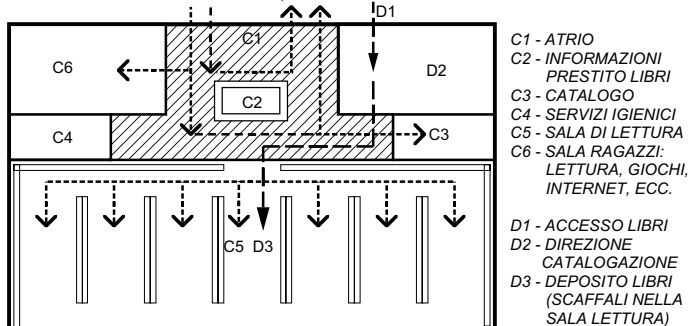 D1
C1
C6
D2
C2
C4
C3
C5 D3
C1 - ATRIO
C2 - INFORMAZIONI
PRESTITO LIBRI
C3 - CATALOGO
C4 - SERVIZI IGIENICI
C5 - SALA DI LETTURA
C6 - SALA RAGAZZI:
LETTURA, GIOCHI,
INTERNET, ECC.
D1 - ACCESSO LIBRI
D2 - DIREZIONE
CATALOGAZIONE
D3 - DEPOSITO LIBRI
(SCAFFALI NELLA
SALA LETTURA)